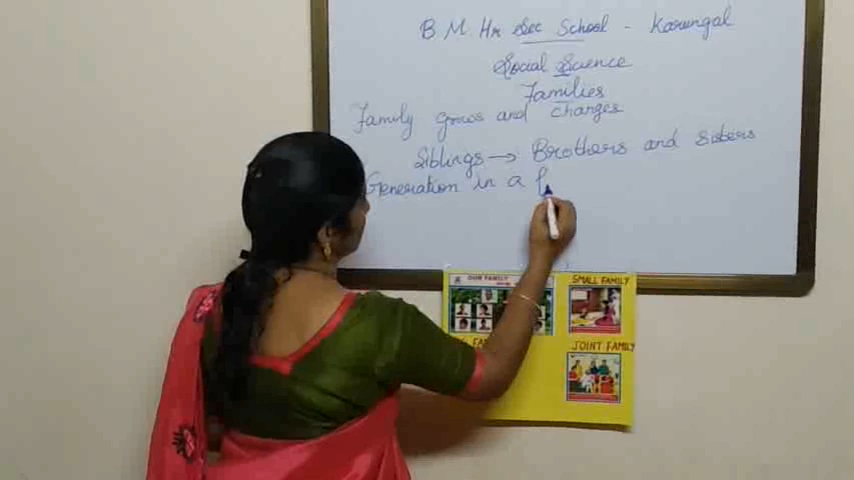 B M. Hr Sec School - Karungal
Social Science
Families
Family grows and changes
Siblings → Brothers and sisters
Generation in a f
OUR FAMILY
SMALL FAMILY
JOINT FAMILY